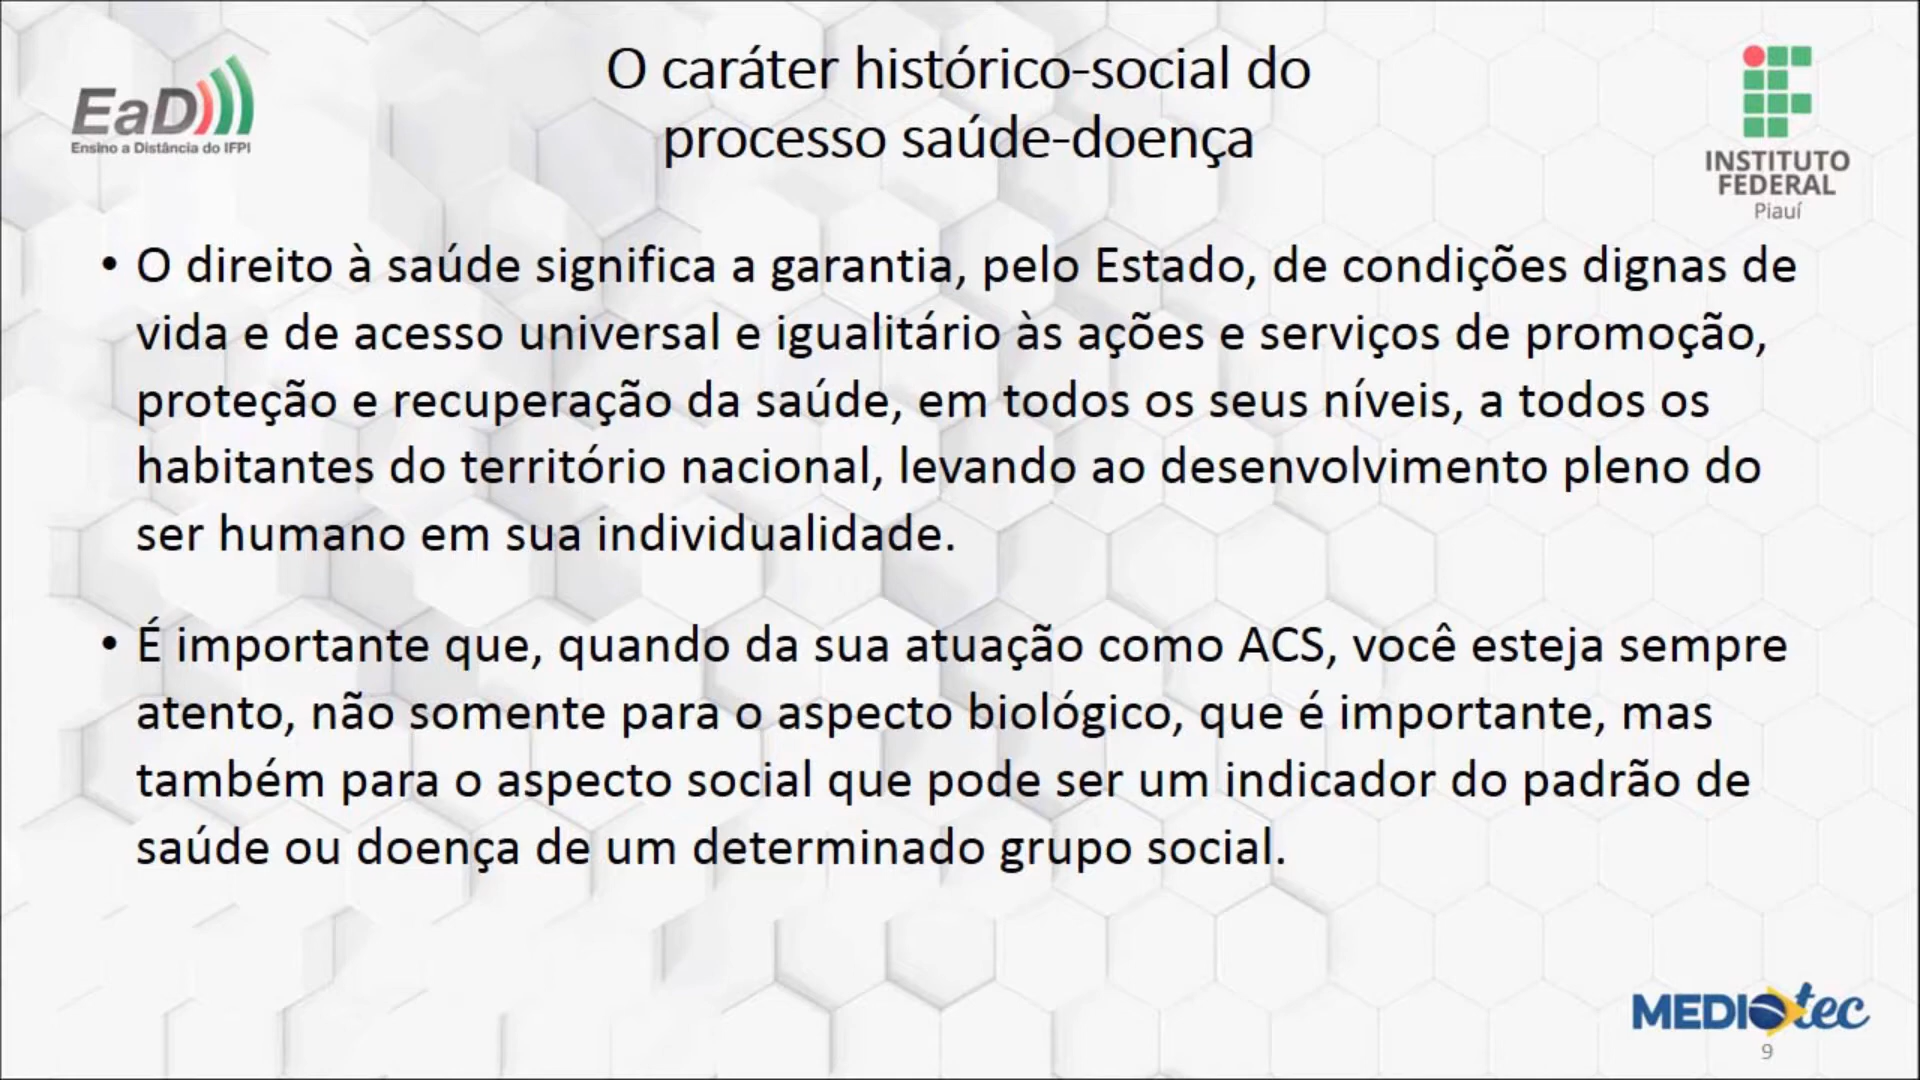 O caráter histórico-social do
processo saúde-doença
EaD
Ensino a Distância do IFPI
INSTITUTO
FEDERAL
Piauí
• O direito à saúde significa a garantia, pelo Estado, de condições dignas de
vida e de acesso universal e igualitário às ações e serviços de promoção,
proteção e recuperação da saúde, em todos os seus níveis, a todos os
habitantes do território nacional, levando ao desenvolvimento pleno do
ser humano em sua individualidade.
• É importante que, quando da sua atuação como ACS, você esteja sempre
atento, não somente para o aspecto biológico, que é importante, mas
também para o aspecto social que pode ser um indicador do padrão de
saúde ou doença de um determinado grupo social.
MEDIOtec
9